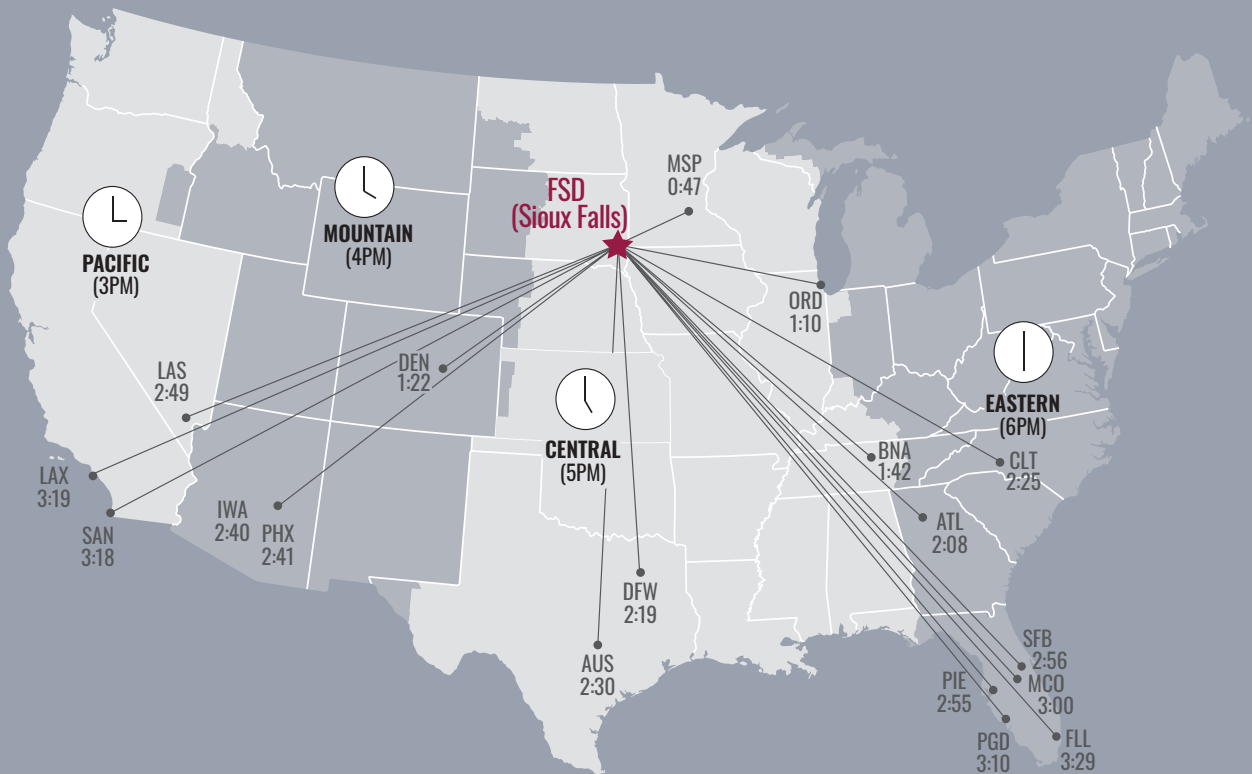 MSP
0:47
FSD
(Sioux Falls)
MOUNTAIN
(4PM)
PACIFIC
(3PM)
ORD
1:10
DEN
1:22
LAS
2:49
EASTERN
(6PM)
CENTRAL
(5PM)
BNA
1:42
CLT
2:25
LAX
3:19
SAN
3:18
IWA
2:40
PHX
2:41
ATL
2:08
DFW
2:19
AUS
2:30
SFB
2:56
MCO
3:00
PIE
2:55
PGD
3:10
FLL
3:29